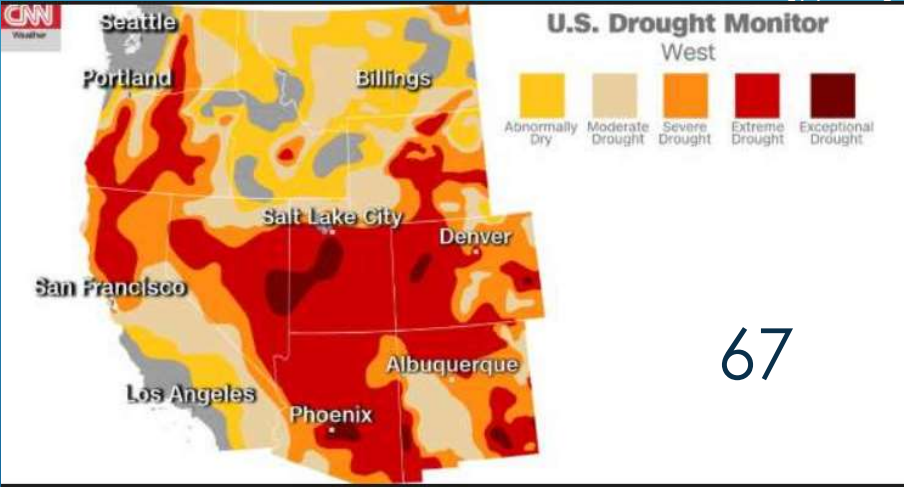 CNN
Weather
U.S. Drought Monitor
West
Abnormally Dry
Moderate Drought
Severe Drought
Extreme Drought
Exceptional Drought
Seattle
Portland
Billings
Salt Lake City
Denver
San Francisco
Albuquerque
Los Angeles
Phoenix
67